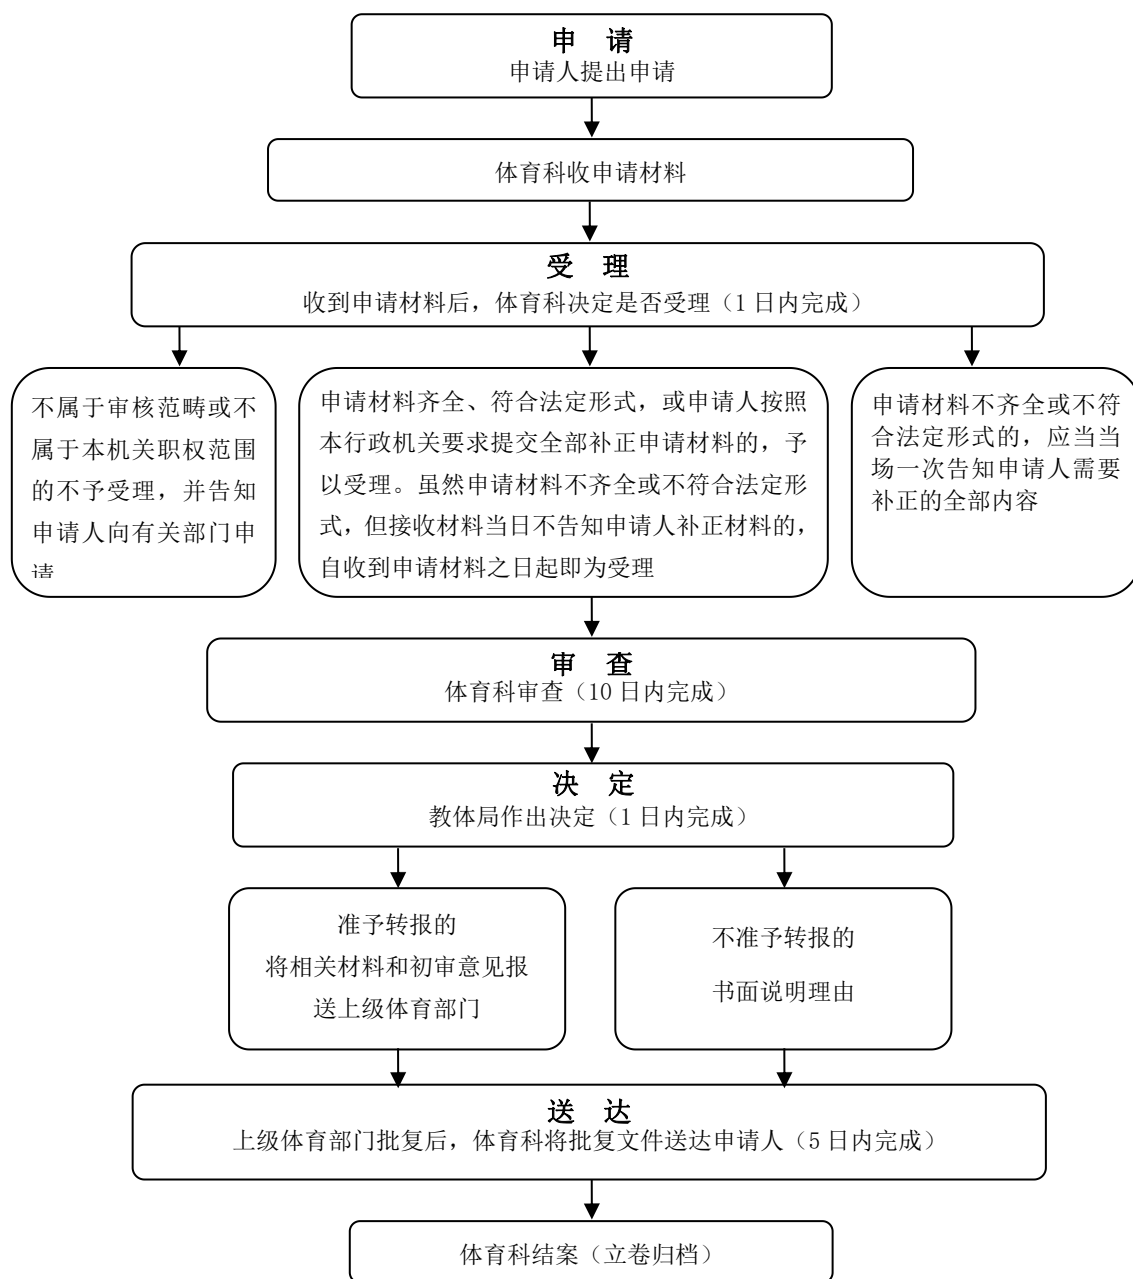 申 请
申请人提出申请
体育科收申请材料
受 理
收到申请材料后，体育科决定是否受理（1 日内完成）
不属于审核范畴或不
属于本机关职权范围
的不予受理，并告知
申请人向有关部门申
请
申请材料齐全、符合法定形式，或申请人按照
本行政机关要求提交全部补正申请材料的，予
以受理。虽然申请材料不齐全或不符合法定形
式，但接收材料当日不告知申请人补正材料的，
自收到申请材料之日起即为受理
申请材料不齐全或不符
合法定形式的，应当当
场一次告知申请人需要
补正的全部内容
审 查
体育科审查（10 日内完成）
决 定
教体局作出决定（1 日内完成）
准予转报的
将相关材料和初审意见报
送上级体育部门
不准予转报的
书面说明理由
送 达
上级体育部门批复后，体育科将批复文件送达申请人（5 日内完成）
体育科结案（立卷归档）